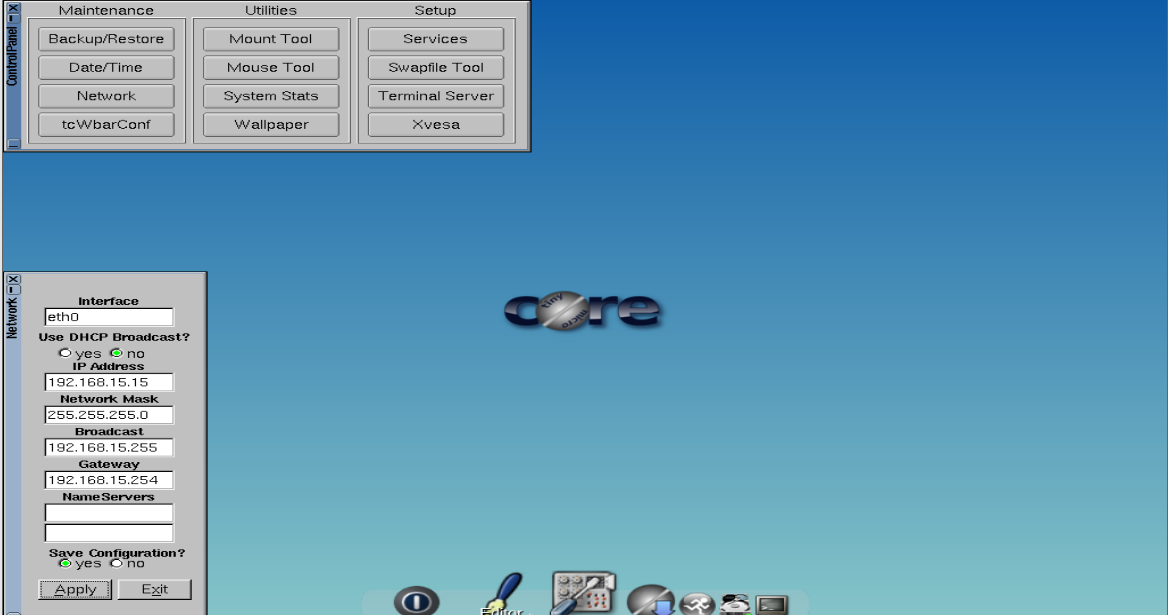 Maintenance
Utilities
Setup
ControlPanel
Backup/Restore
Mount Tool
Services
Date/Time
Mouse Tool
Swapfile Tool
Network
System Stats
Terminal Server
tcWbarConf
Wallpaper
Xvesa
Network
Interface
eth0
Use DHCP Broadcast?
yes no
IP Address
192.168.15.15
Network Mask
255.255.255.0
Broadcast
192.168.15.255
Gateway
192.168.15.254
NameServers
Save Configuration?
yes no
Apply Exit
core
tiny
micro
Editor